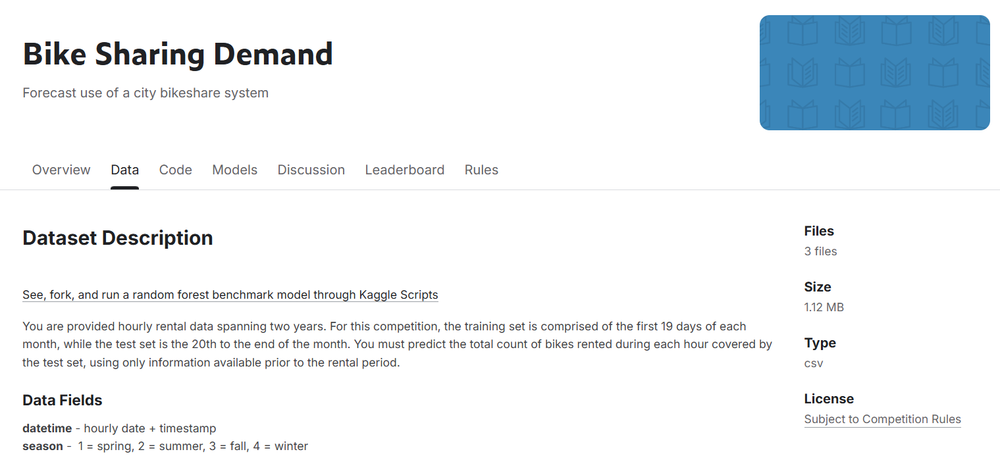 Bike Sharing Demand
Forecast use of a city bikeshare system
Overview Data Code Models Discussion Leaderboard Rules
Dataset Description
See, fork, and run a random forest benchmark model through Kaggle Scripts
You are provided hourly rental data spanning two years. For this competition, the training set is comprised of the first 19 days of each
month, while the test set is the 20th to the end of the month. You must predict the total count of bikes rented during each hour covered by
the test set, using only information available prior to the rental period.
Data Fields
datetime - hourly date + timestamp
season - 1 = spring, 2 = summer, 3 = fall, 4 = winter
Files
3 files
Size
1.12 MB
Type
csv
License
Subject to Competition Rules